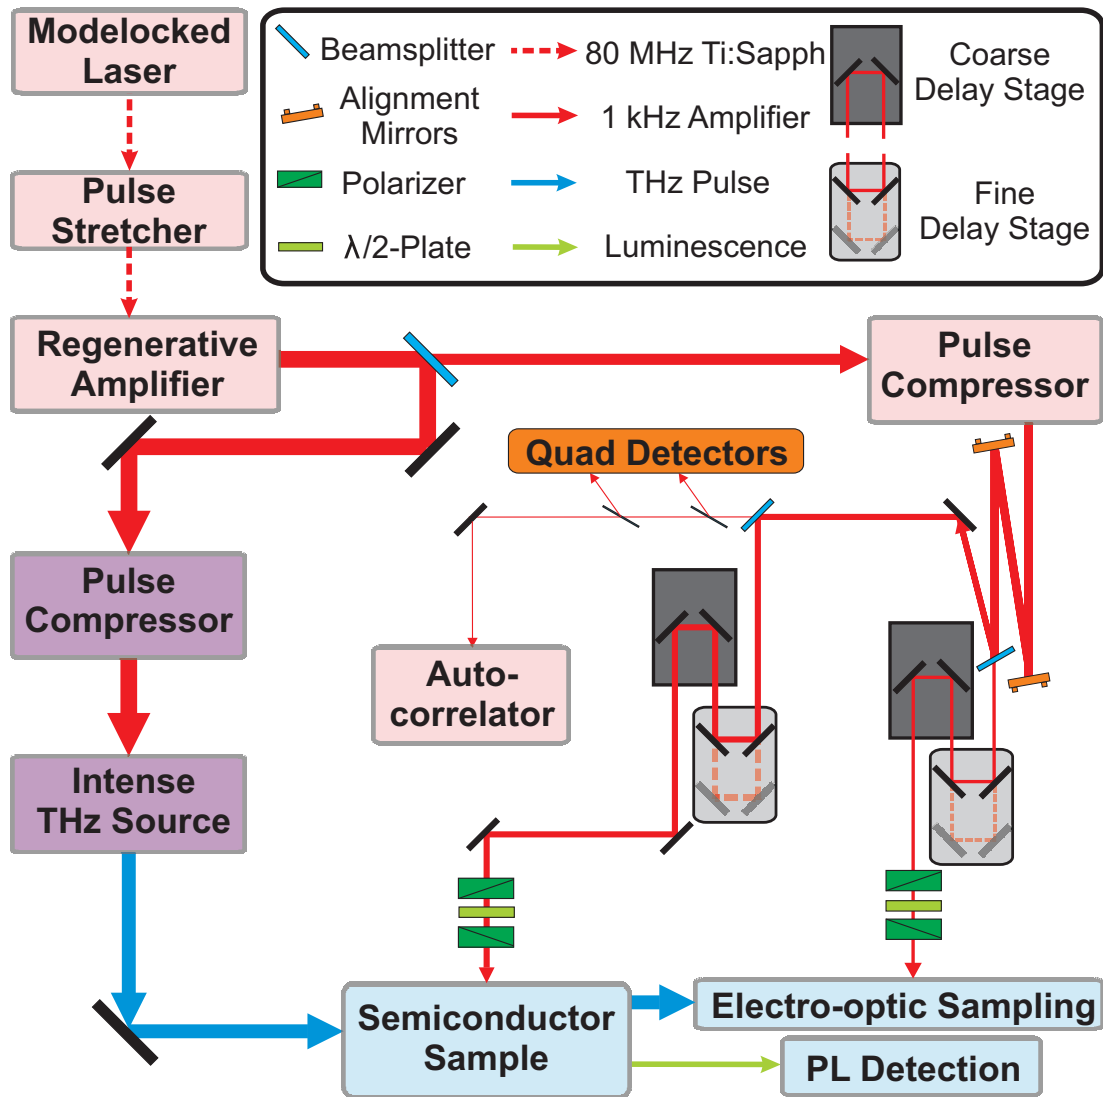 Modelocked
Laser
Pulse
Stretcher
Regenerative
Amplifier
Beamsplitter
Alignment
Mirrors
Polarizer
λ/2-Plate
80 MHz Ti:Sapph
1 kHz Amplifier
THz Pulse
Luminescence
Coarse
Delay Stage
Fine
Delay Stage
Pulse
Compressor
Quad Detectors
Pulse
Compressor
Auto-
correlator
Intense
THz Source
Semiconductor
Sample
Electro-optic Sampling
PL Detection